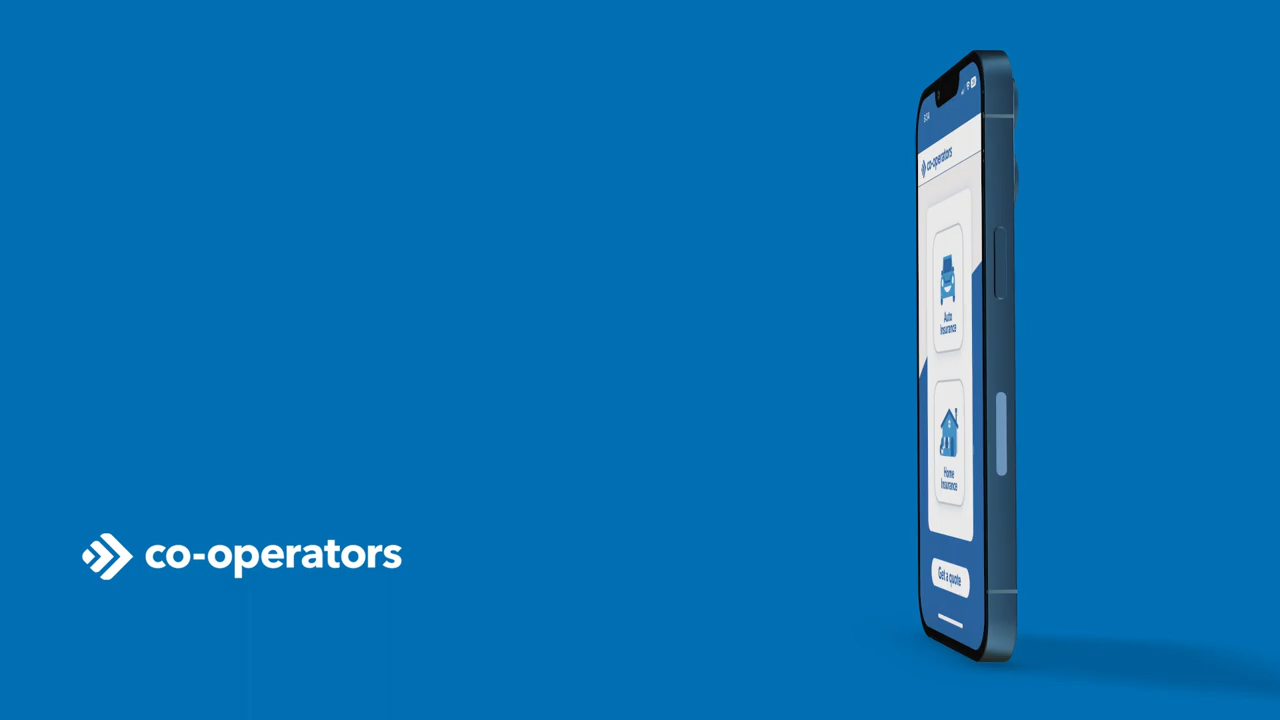 co-operators
Auto
Insurance
Home
Insurance
Get a quote
co-operators